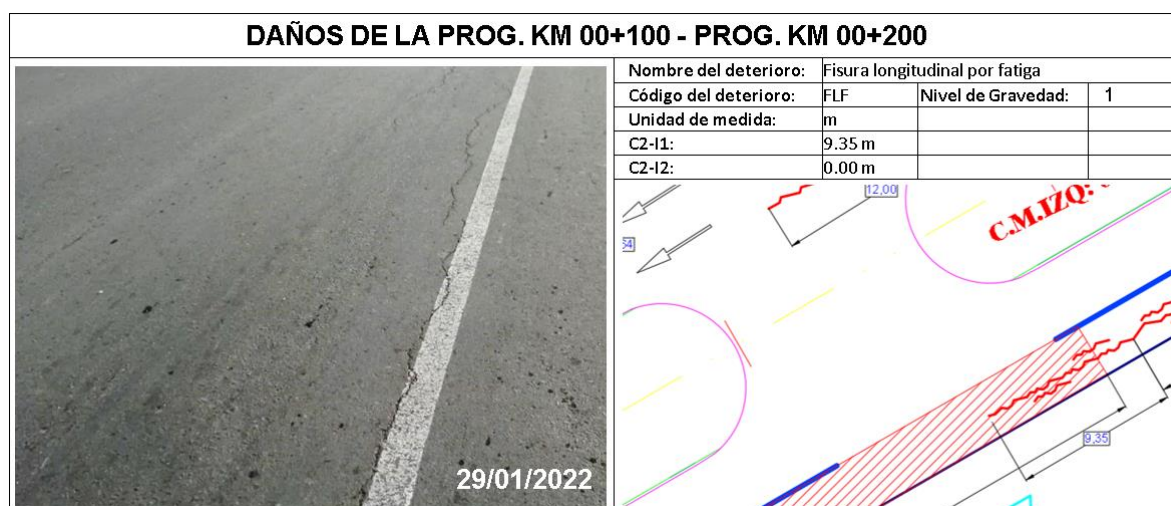 DAÑOS DE LA PROG. KM 00+100 - PROG. KM 00+200
Nombre del deterioro: Fisura longitudinal por fatiga
Código del deterioro: FLF Nivel de Gravedad: 1
Unidad de medida: m
C2-I1: 9.35 m
C2-I2: 0.00 m
29/01/2022
12,00
C.M.IZQ:
9,35